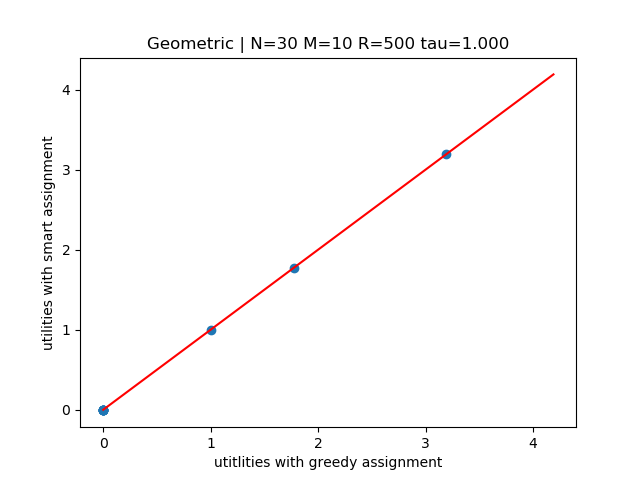 Geometric | N=30 M=10 R=500 tau=1.000
utilities with smart assignment
4
3
2
1
0
0 1 2 3 4
utitlities with greedy assignment